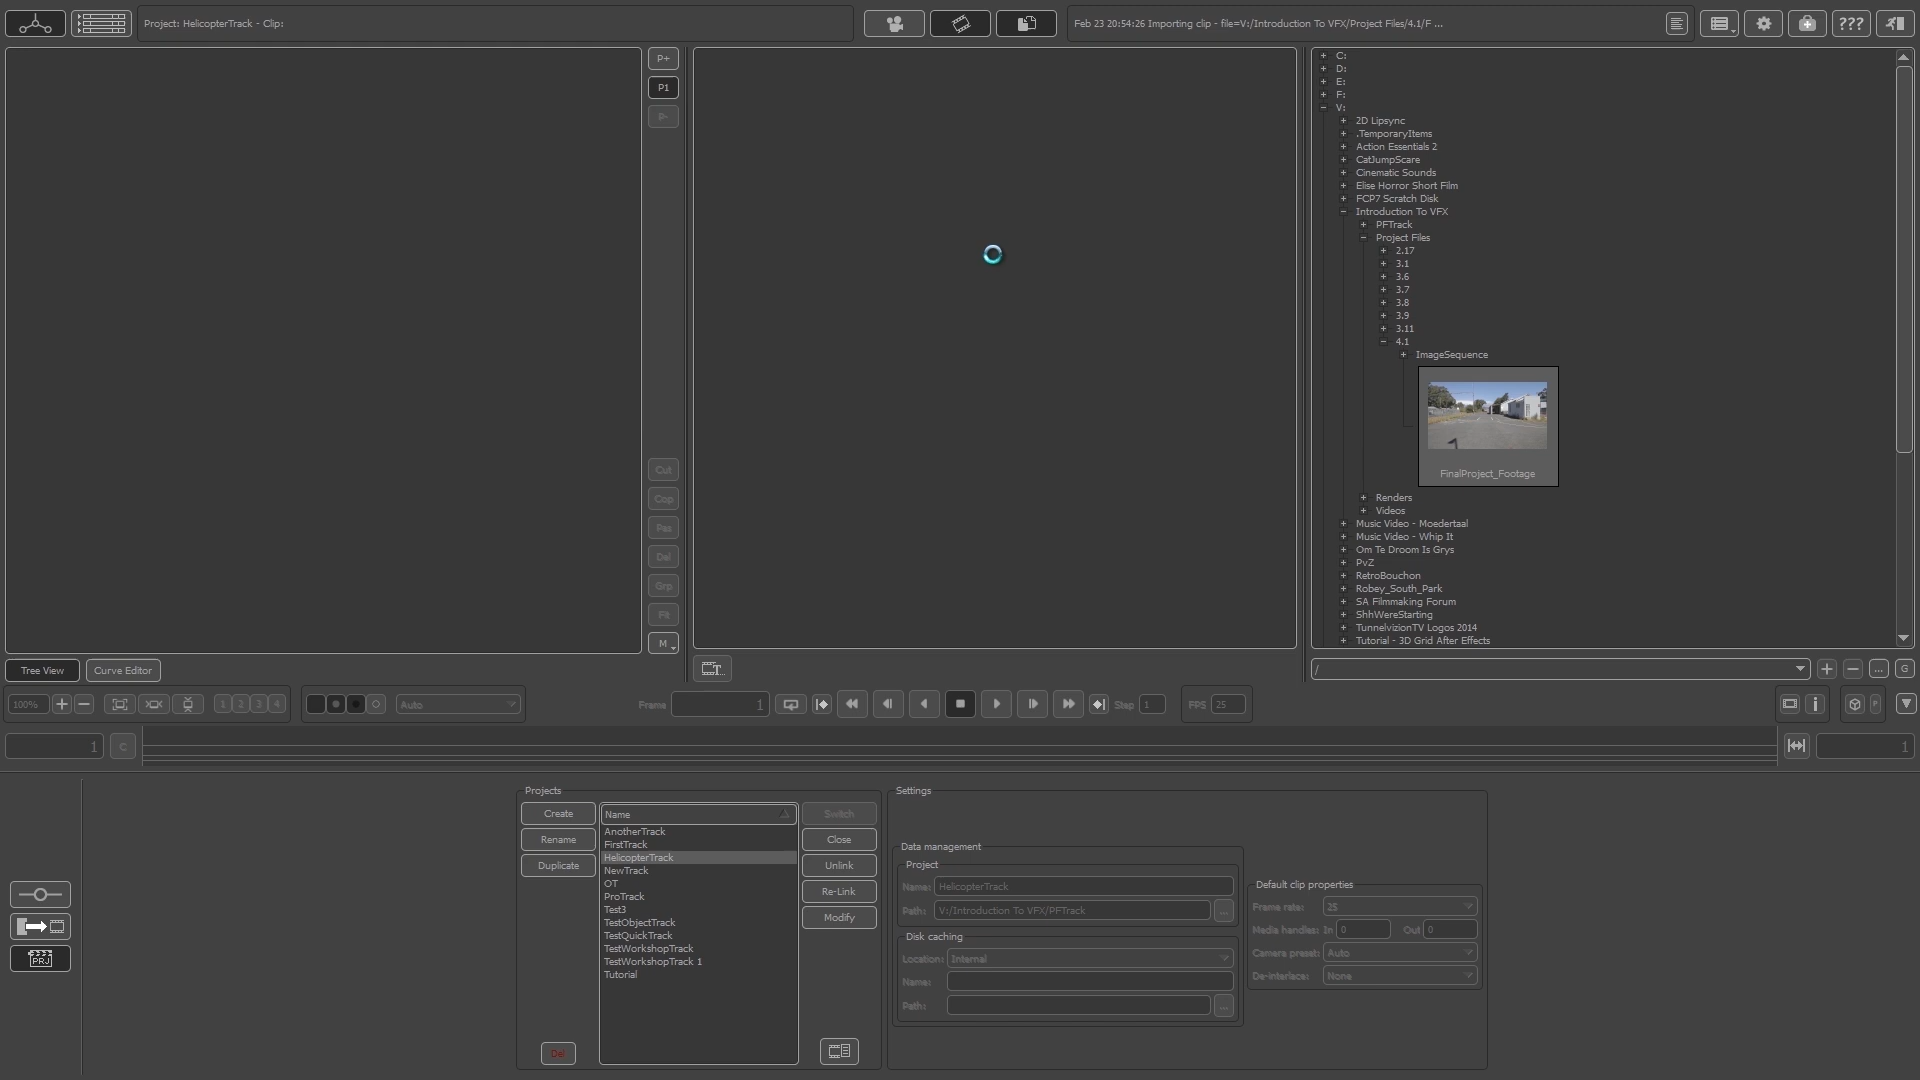 Project: HelicopterTrack - Clip:
Feb 23 20:54:26 Importing clip - file=V:/Introduction To VFX/Project Files/4.1/F ...
???
P+
P1
P-
Cut
Cop
Pas
Del
Grp
Fit
M
Tree View
Curve Editor
C:
D:
E:
F:
V:
2D Lipsync
.TemporaryItems
Action Essentials 2
CatJumpScare
Cinematic Sounds
Elise Horror Short Film
FCP7 Scratch Disk
Introduction To VFX
PFTrack
Project Files
2.17
3.1
3.6
3.7
3.8
3.9
3.11
4.1
ImageSequence
FinalProject_Footage
Renders
Videos
Music Video - Moedertaal
Music Video - Whip It
Om Te Droom Is Grys
PvZ
RetroBouchon
Robey_South_Park
SA Filmmaking Forum
ShhWereStarting
TunnelvizionTV Logos 2014
Tutorial - 3D Grid After Effects
/
...
G
100%
1 2 3 4
Auto
Frame 1
Step 1
FPS 25
P
1
C
1
Projects
Create
Rename
Duplicate
Del
Name
AnotherTrack
FirstTrack
HelicopterTrack
NewTrack
OT
ProTrack
Test3
TestObjectTrack
TestQuickTrack
TestWorkshopTrack
TestWorkshopTrack 1
Tutorial
Switch
Close
Unlink
Re-Link
Modify
PRJ
Settings
Data management
Project
Name: HelicopterTrack
Path: V:/Introduction To VFX/PFTrack
...
Disk caching
Location: Internal
Name:
Path:
...
Default clip properties
Frame rate: 25
Media handles: In 0 Out 0
Camera preset: Auto
De-interlace: None